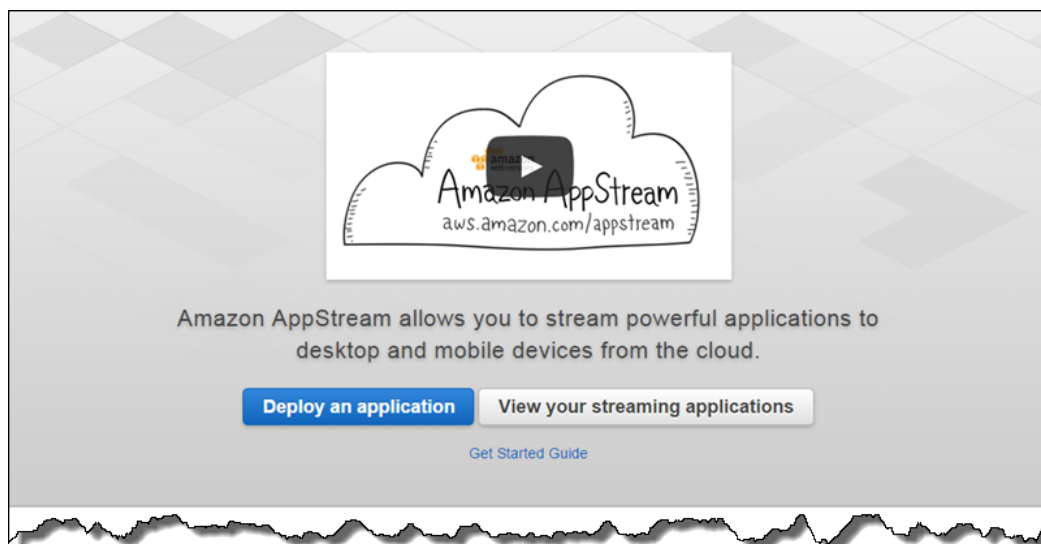 amazon
Amazon AppStream
aws.amazon.com/appstream
Amazon AppStream allows you to stream powerful applications to
desktop and mobile devices from the cloud.
Deploy an application
View your streaming applications
Get Started Guide